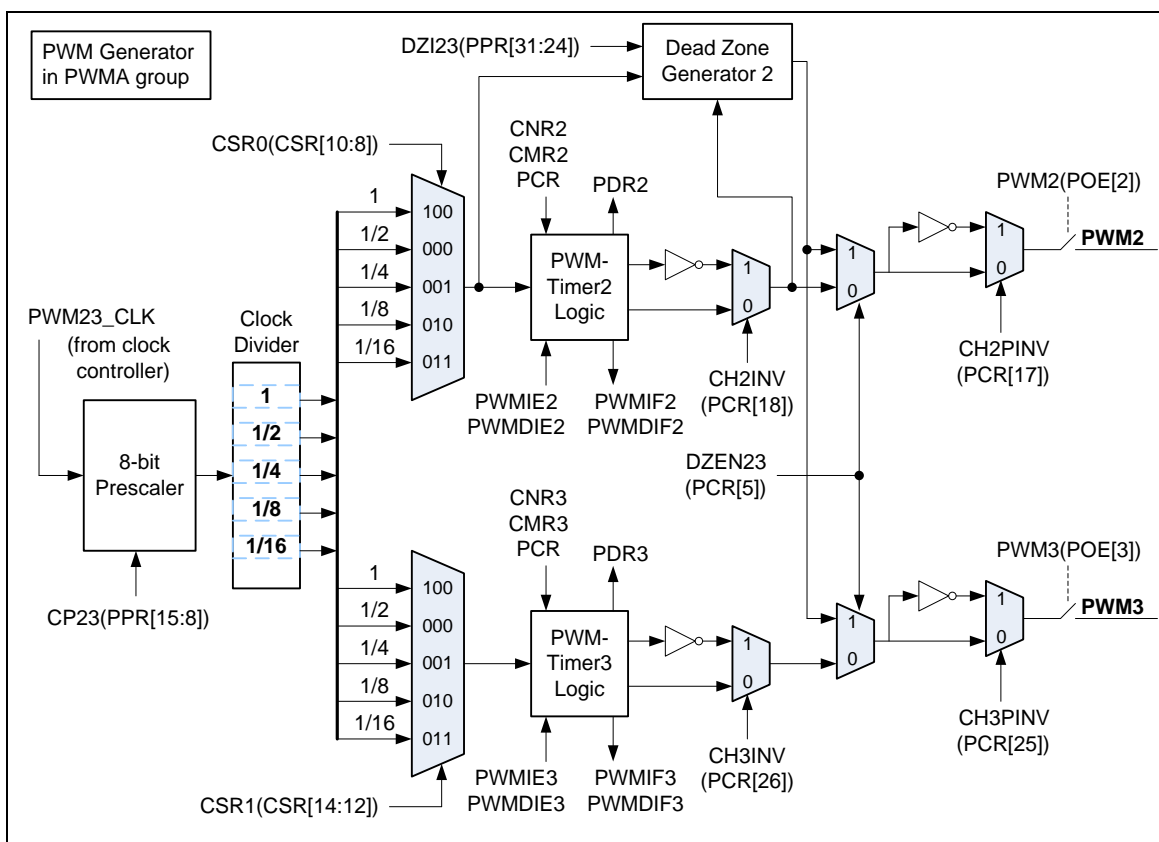 PWM Generator
in PWMA group
DZI23(PPR[31:24])
Dead Zone
Generator 2
CSR0(CSR[10:8])
CNR2
CMR2
PCR
PDR2
PWM2(POE[2])
1
1/2
1/4
1/8
1/16
100
000
001
010
011
PWM-
Timer2
Logic
1
0
1
0
1
0
PWM2
PWM23_CLK
(from clock
controller)
Clock
Divider
PWMIE2
PWMDIE2
PWMIF2
PWMDIF2
CH2INV
(PCR[18])
CH2PINV
(PCR[17])
8-bit
Prescaler
1
1/2
1/4
1/8
1/16
DZEN23
(PCR[5])
CP23(PPR[15:8])
CNR3
CMR3
PCR
PDR3
PWM3(POE[3])
1
1/2
1/4
1/8
1/16
100
000
001
010
011
PWM-
Timer3
Logic
1
0
1
0
1
0
PWM3
CSR1(CSR[14:12])
PWMIE3
PWMDIE3
PWMIF3
PWMDIF3
CH3INV
(PCR[26])
CH3PINV
(PCR[25])